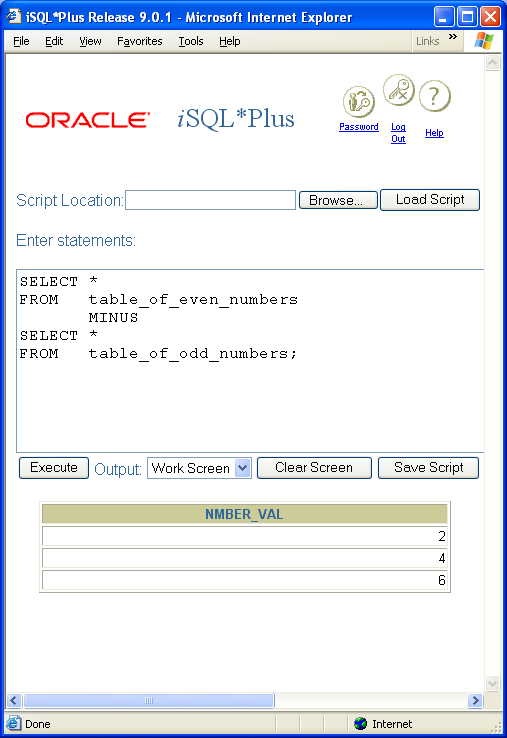 iSQL*Plus Release 9.0.1 - Microsoft Internet Explorer
File Edit View Favorites Tools Help Links »
ORACLE® iSQL*Plus
Password Log Out Help
Script Location: Browse... Load Script
Enter statements:
SELECT *
FROM table_of_even_numbers
MINUS
SELECT *
FROM table_of_odd_numbers;
Execute Output: Work Screen Clear Screen Save Script
NMBER_VAL
2
4
6
Done Internet